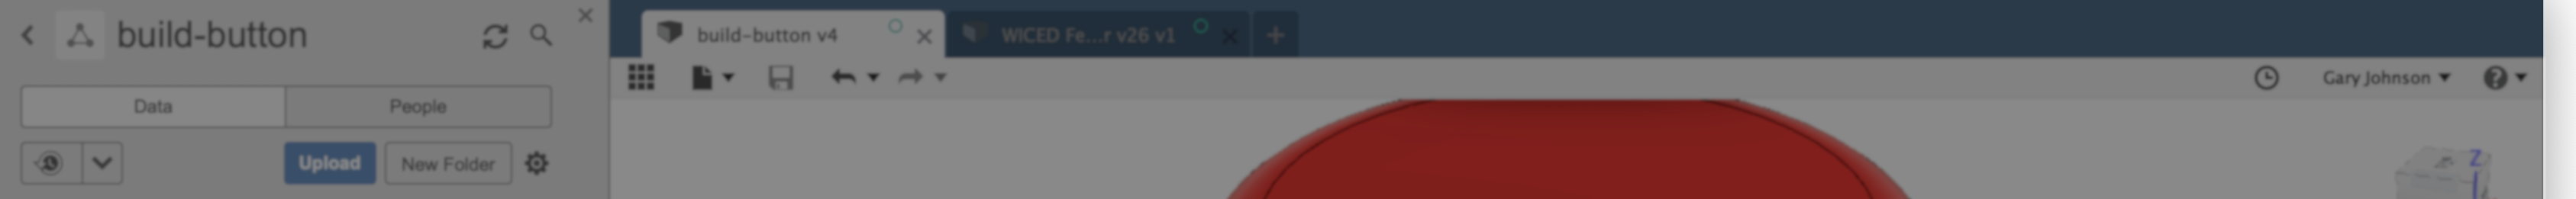 build-button
build-button v4
WICED Fe...r v26 v1
Gary Johnson
Data
People
Upload
New Folder
Z